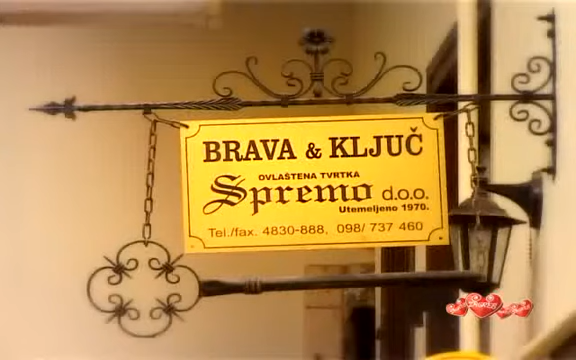 BRAVA & KLJUČ
OVLAŠTENA TVRTKA
Spremo d.o.o.
Utemeljeno 1970.
Tel./fax. 4830-888, 098/ 737 460